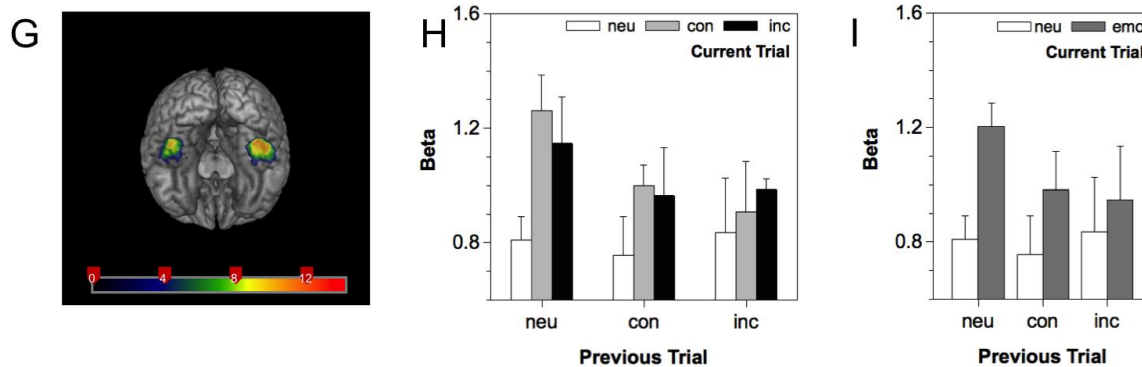 G
0 4 8 12
H
1.6
1.2
0.8
Beta
neu con inc
Current Trial
neu con inc
Previous Trial
I
1.6
1.2
0.8
Beta
neu emo
Current Trial
neu con inc
Previous Trial